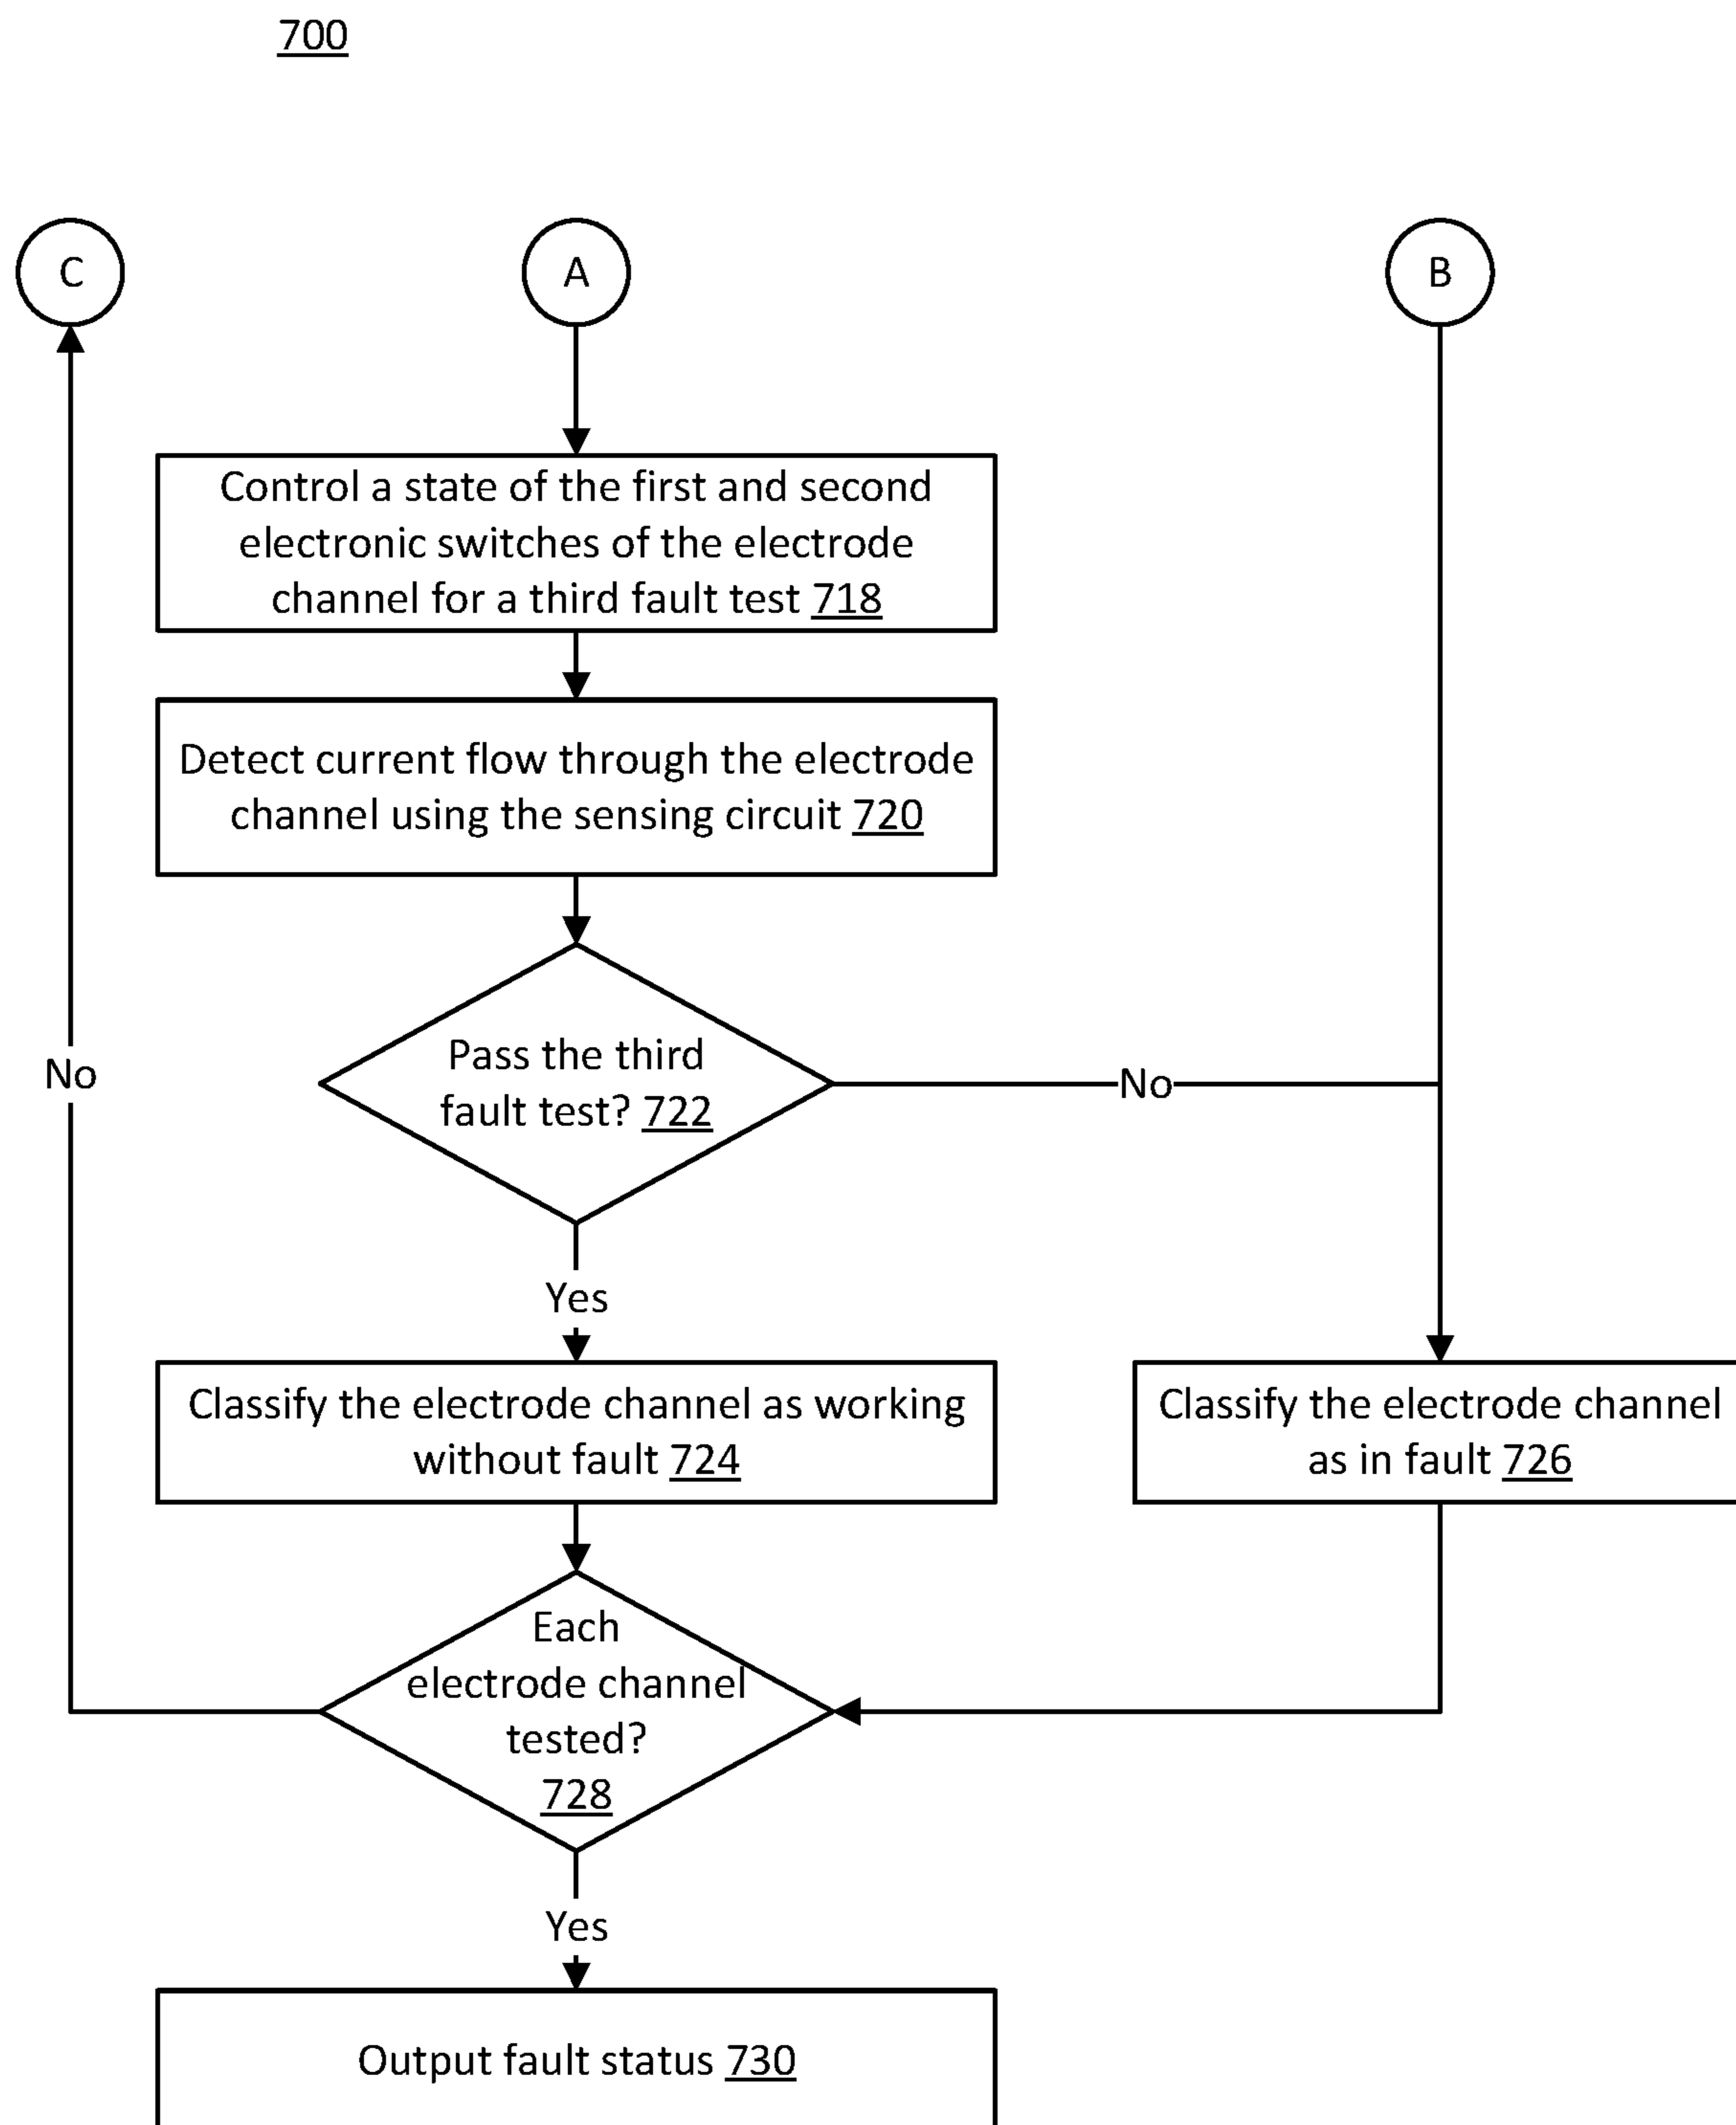 700
C
A
B
Control a state of the first and second
electronic switches of the electrode
channel for a third fault test 718
Detect current flow through the electrode
channel using the sensing circuit 720
No
Pass the third
fault test? 722
No
Yes
Classify the electrode channel as working
without fault 724
Classify the electrode channel
as in fault 726
Each
electrode channel
tested?
728
Yes
Output fault status 730